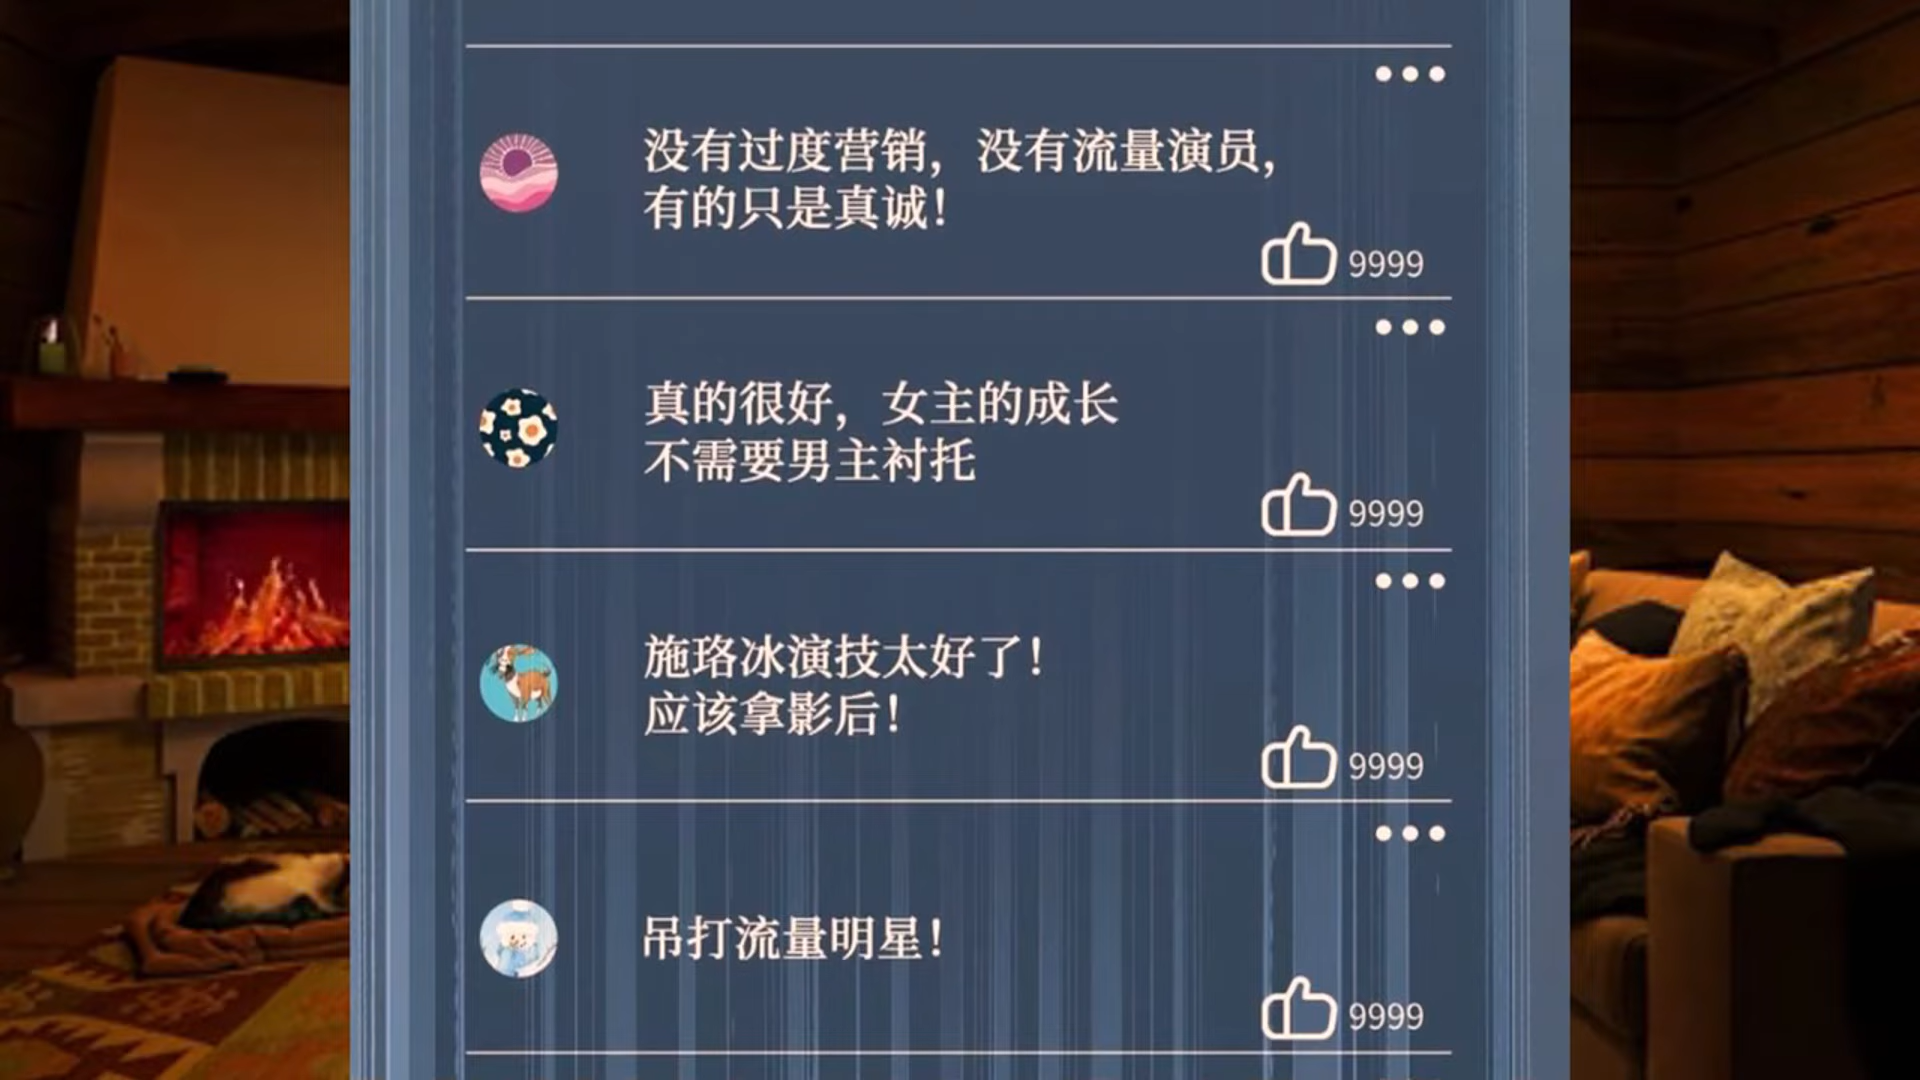 没有过度营销，没有流量演员，
有的只是真诚！
9999
真的很好，女主的成长
不需要男主衬托
9999
施珞冰演技太好了！
应该拿影后！
9999
吊打流量明星！
9999